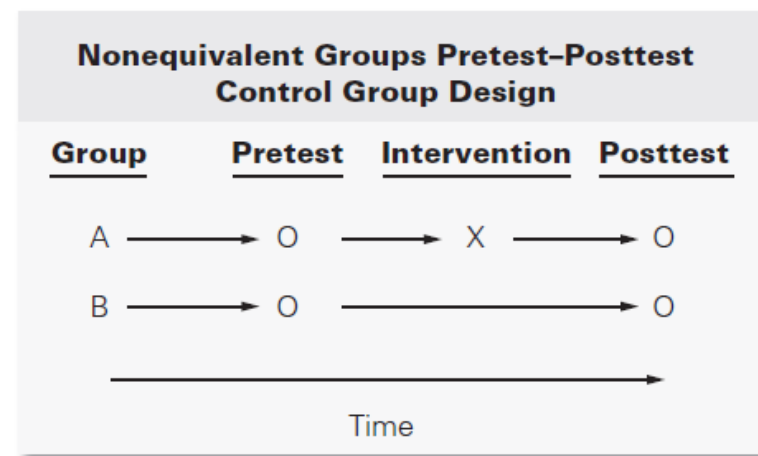 Nonequivalent Groups Pretest–Posttest
Control Group Design
Group Pretest Intervention Posttest
A O X O
B O O
Time